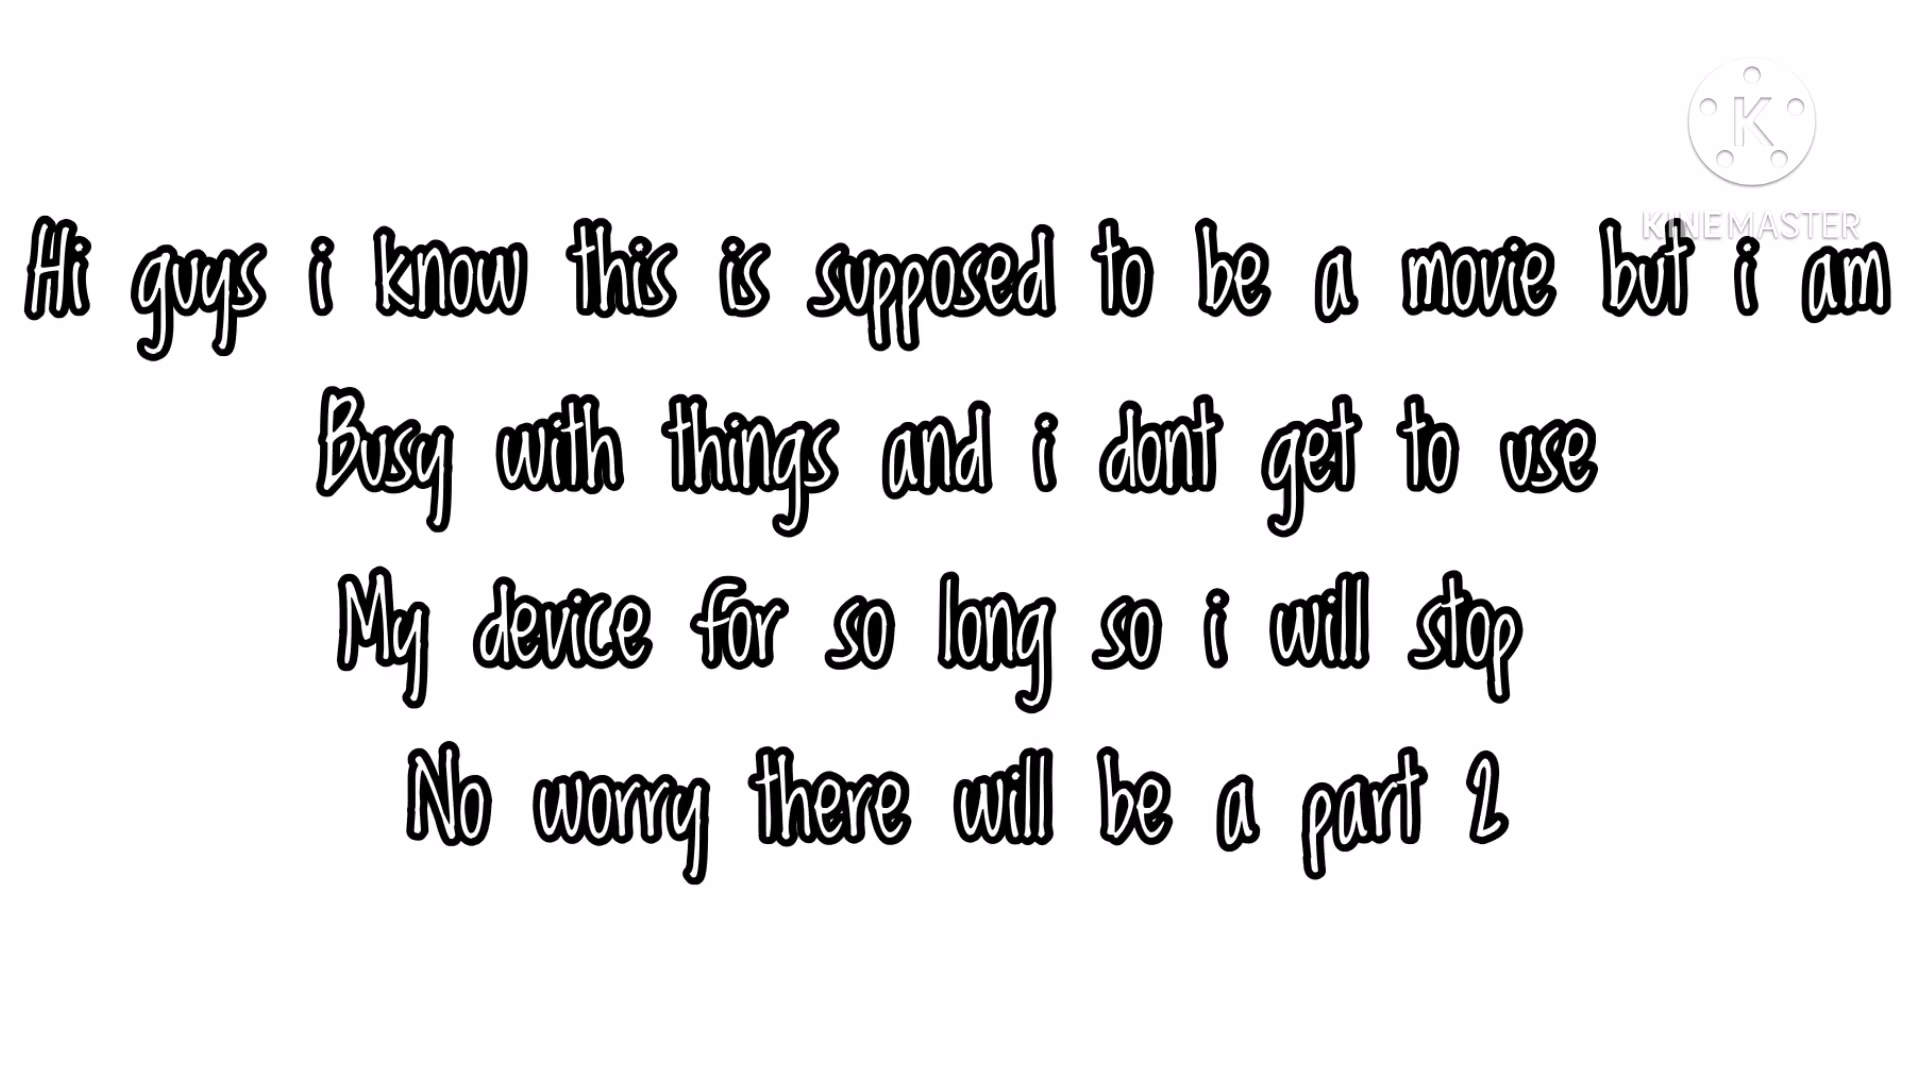 K
KINEMASTER
Hi guys i know this is supposed to be a movie but i am
Busy with things and i dont get to use
My device for so long so i will stop
No worry there will be a part 2